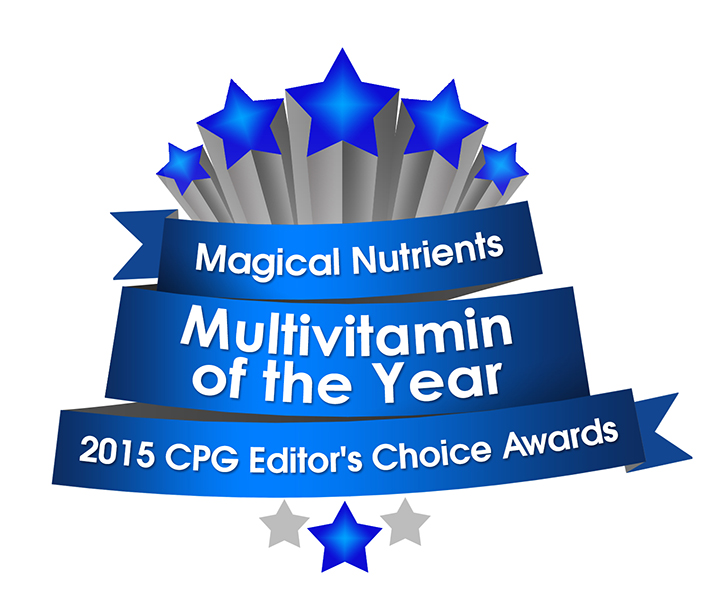 Magical Nutrients
Multivitamin
of the Year
2015 CPG Editor's Choice Awards